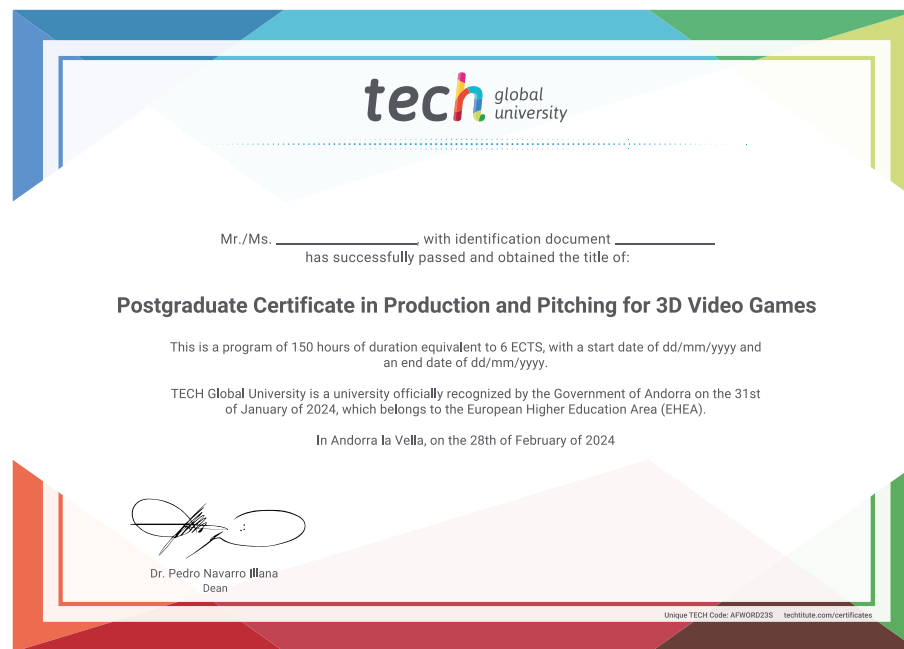 tech global
university
Mr./Ms. ________________, with identification document ____________
has successfully passed and obtained the title of:
Postgraduate Certificate in Production and Pitching for 3D Video Games
This is a program of 150 hours of duration equivalent to 6 ECTS, with a start date of dd/mm/yyyy and
an end date of dd/mm/yyyy.
TECH Global University is a university officially recognized by the Government of Andorra on the 31st
of January of 2024, which belongs to the European Higher Education Area (EHEA).
In Andorra la Vella, on the 28th of February of 2024
Dr. Pedro Navarro Illana
Dean
Unique TECH Code: AFWORD23S techtitute.com/certificates